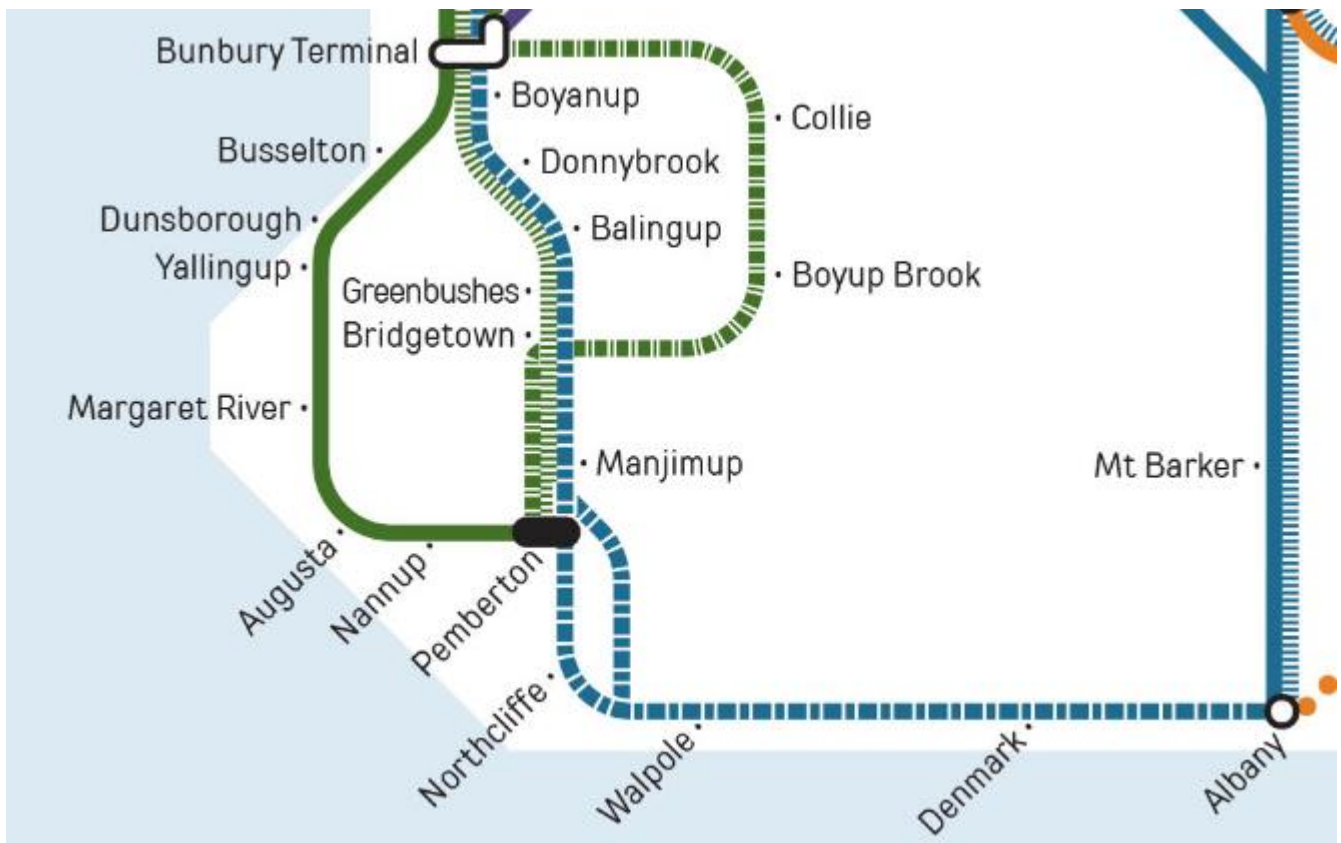 Bunbury Terminal
Boyanup
Collie
Busselton
Donnybrook
Dunsborough
Balingup
Yallingup
Boyup Brook
Greenbushes
Bridgetown
Margaret River
Manjimup
Mt Barker
Augusta
Nannup
Pemberton
Northcliffe
Walpole
Denmark
Albany